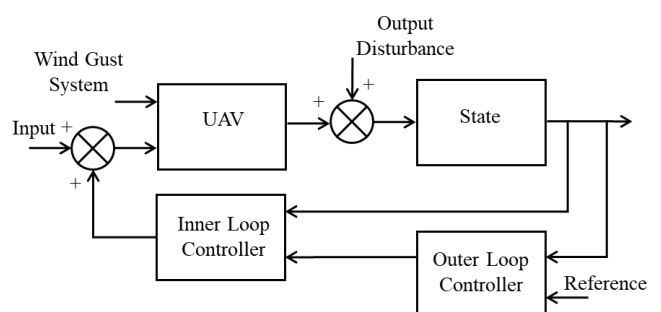 Output
Disturbance
Wind Gust
System
+
+
UAV
State
Input +
+
Inner Loop
Controller
Outer Loop
Controller
Reference